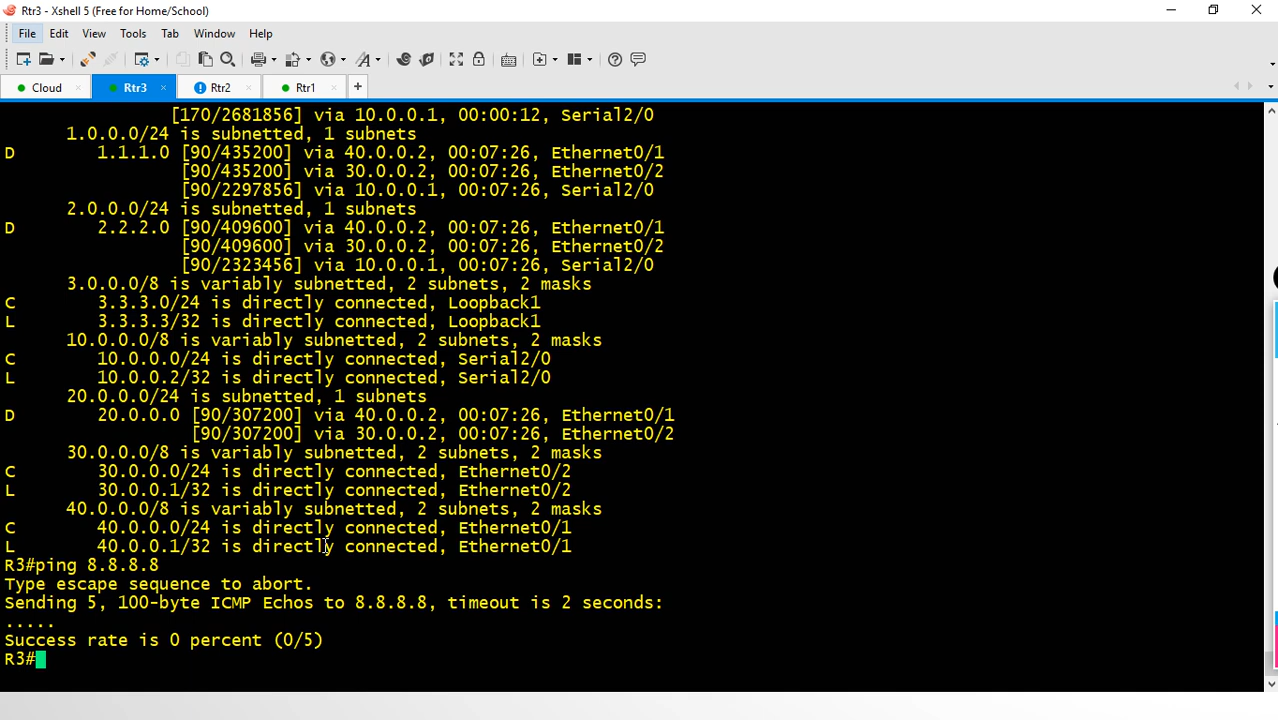 Rtr3 - Xshell 5 (Free for Home/School)
File Edit View Tools Tab Window Help
Cloud Rtr3 Rtr2 Rtr1
[170/2681856] via 10.0.0.1, 00:00:12, Serial2/0
1.0.0.0/24 is subnetted, 1 subnets
D 1.1.1.0 [90/435200] via 40.0.0.2, 00:07:26, Ethernet0/1
[90/435200] via 30.0.0.2, 00:07:26, Ethernet0/2
[90/2297856] via 10.0.0.1, 00:07:26, Serial2/0
2.0.0.0/24 is subnetted, 1 subnets
D 2.2.2.0 [90/409600] via 40.0.0.2, 00:07:26, Ethernet0/1
[90/409600] via 30.0.0.2, 00:07:26, Ethernet0/2
[90/2323456] via 10.0.0.1, 00:07:26, Serial2/0
3.0.0.0/8 is variably subnetted, 2 subnets, 2 masks
C 3.3.3.0/24 is directly connected, Loopback1
L 3.3.3.3/32 is directly connected, Loopback1
10.0.0.0/8 is variably subnetted, 2 subnets, 2 masks
C 10.0.0.0/24 is directly connected, Serial2/0
L 10.0.0.2/32 is directly connected, Serial2/0
20.0.0.0/24 is subnetted, 1 subnets
D 20.0.0.0 [90/307200] via 40.0.0.2, 00:07:26, Ethernet0/1
[90/307200] via 30.0.0.2, 00:07:26, Ethernet0/2
30.0.0.0/8 is variably subnetted, 2 subnets, 2 masks
C 30.0.0.0/24 is directly connected, Ethernet0/2
L 30.0.0.1/32 is directly connected, Ethernet0/2
40.0.0.0/8 is variably subnetted, 2 subnets, 2 masks
C 40.0.0.0/24 is directly connected, Ethernet0/1
L 40.0.0.1/32 is directly connected, Ethernet0/1
R3#ping 8.8.8.8
Type escape sequence to abort.
Sending 5, 100-byte ICMP Echos to 8.8.8.8, timeout is 2 seconds:
.....
Success rate is 0 percent (0/5)
R3#